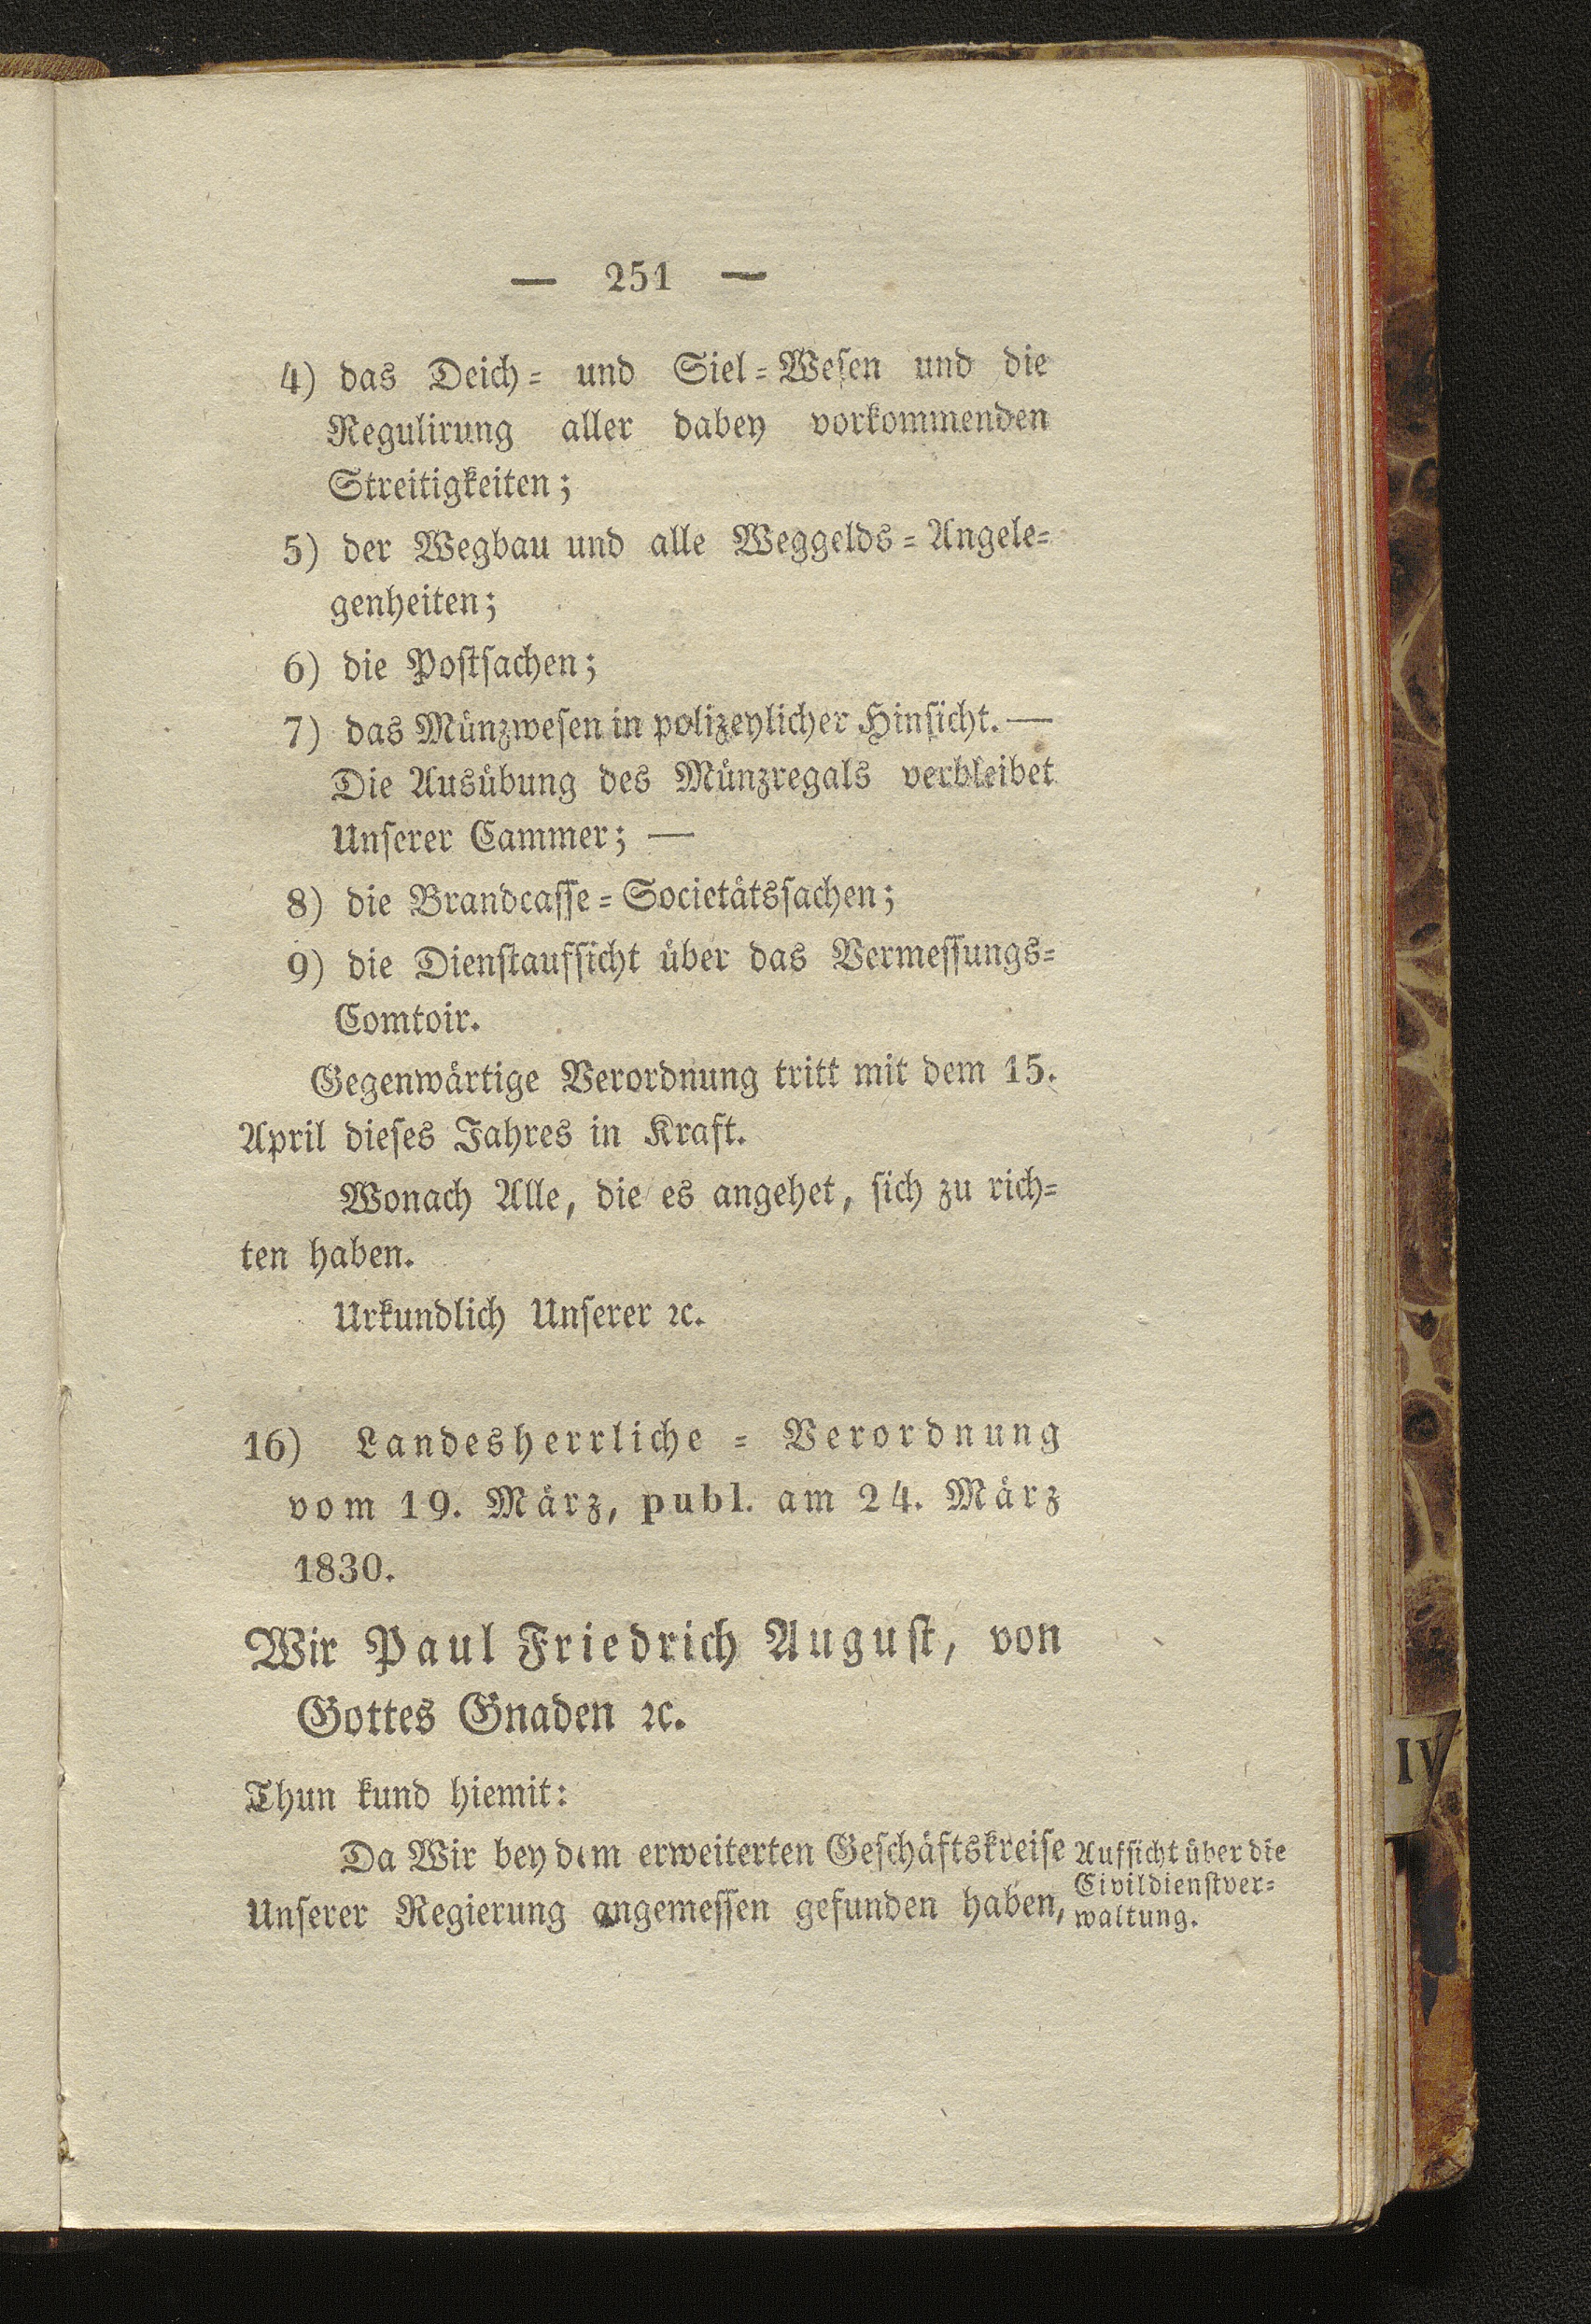 — 251 —
4) das Deich= und Siel=Wesen und die
Regulirung aller dabey vorkommenden
Streitigkeiten;
5) der Wegbau und alle Weggelds=Angele=
genheiten;
6) die Postsachen;
7) das Münzwesen in polizeylicher Hinsicht. —
Die Ausübung des Münzregals verbleibet
Unserer Cammer; —
8) die Brandcasse=Societätssachen;
9) die Dienstaufsicht über das Vermessungs=
Comtoir.
Gegenwärtige Verordnung tritt mit dem 15.
April dieses Jahres in Kraft.
Wonach Alle, die es angehet, sich zu rich=
ten haben.
Urkundlich Unserer ꝛc.
16) Landesherrliche = Verordnung
vom 19. März, publ. am 24. März
1830.
Wir Paul Friedrich August, von
Gottes Gnaden ꝛc.
Thun kund hiemit:
Da Wir bey dem erweiterten Geschäftskreise
Unserer Regierung angemessen gefunden haben,
Aufsicht über die
Civildienstver=
waltung.
IV